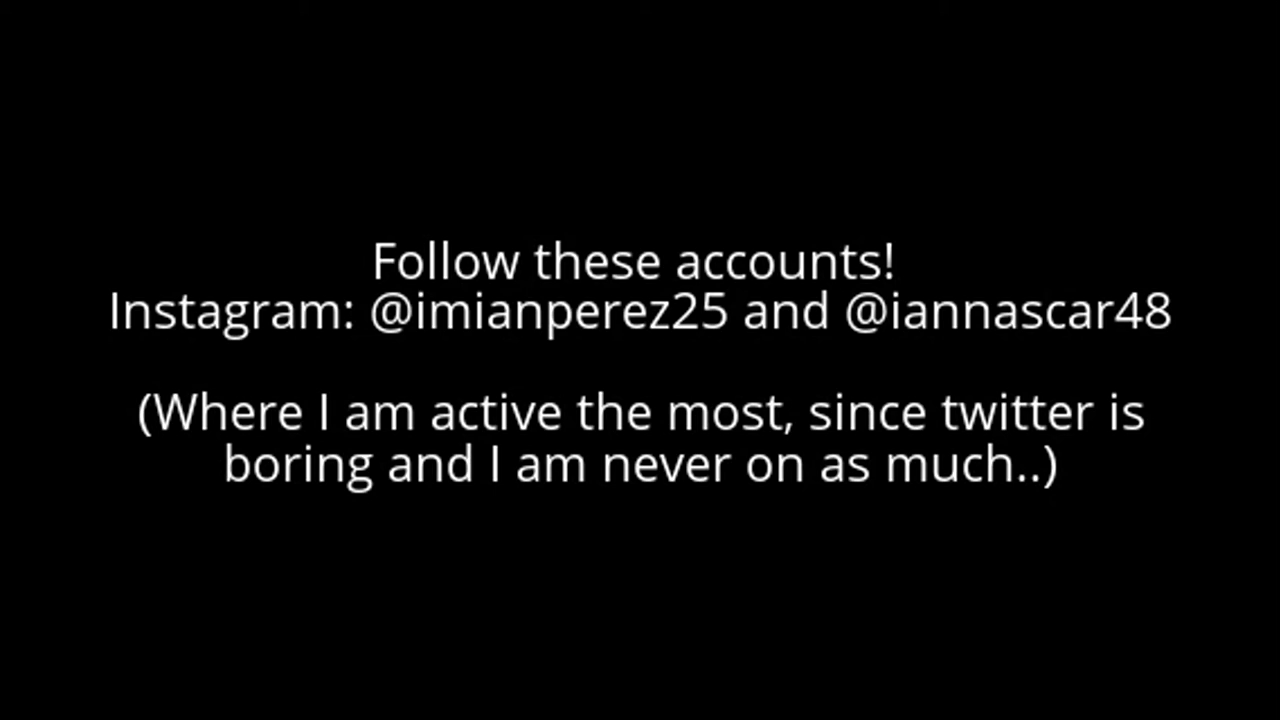 Follow these accounts!
Instagram: @imianperez25 and @iannascar48
(Where I am active the most, since twitter is
boring and I am never on as much..)